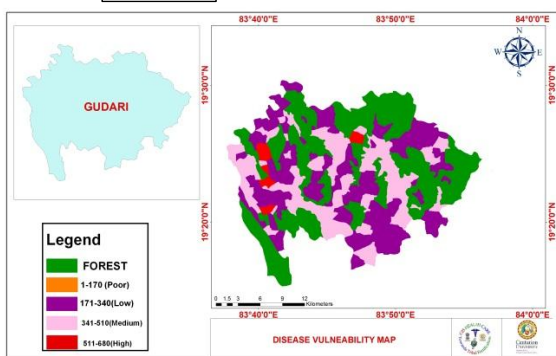 83°40'0"E 83°50'0"E 84°0'0"E
GUDARI
19°30'0"N 19°30'0"N
N
W E
S
19°20'0"N 19°20'0"N
Legend
FOREST
1-170 (Poor)
171-340(Low)
341-510(Medium)
511-680(High)
0 1.5 3 6 9 12
Kilometers
83°40'0"E 83°50'0"E 84°0'0"E
DISEASE VULNEABILITY MAP
Centurion
University